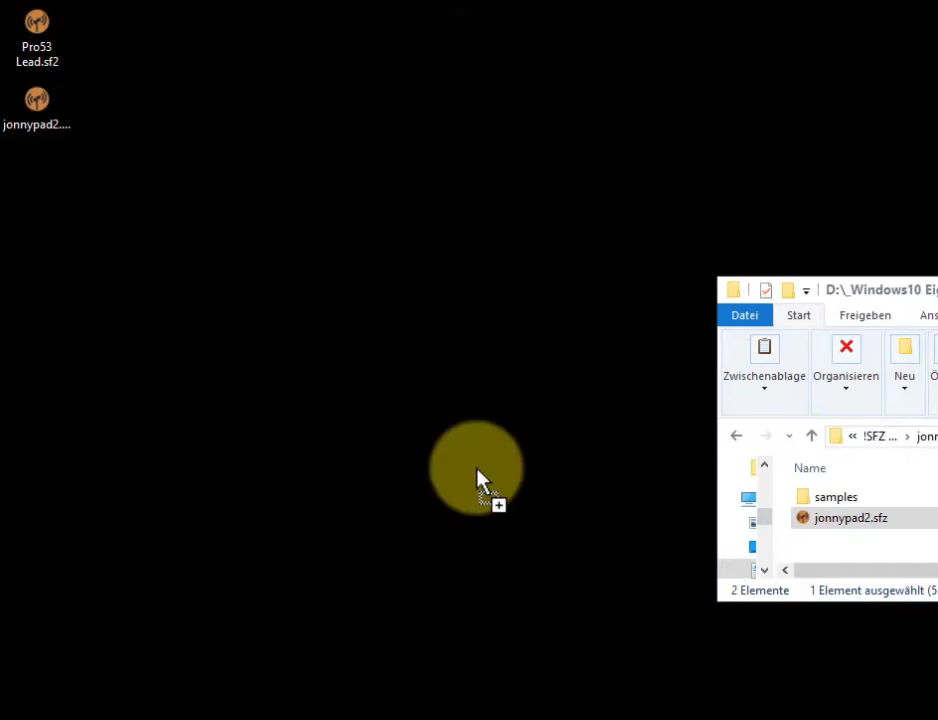 Pro53
Lead.sf2
jonnypad2....
D:\_Windows10 Eig
Datei Start Freigeben Ans
Zwischenablage Organisieren Neu
« !SFZ ... › jonn
Name
samples
jonnypad2.sfz
2 Elemente 1 Element ausgewählt (5